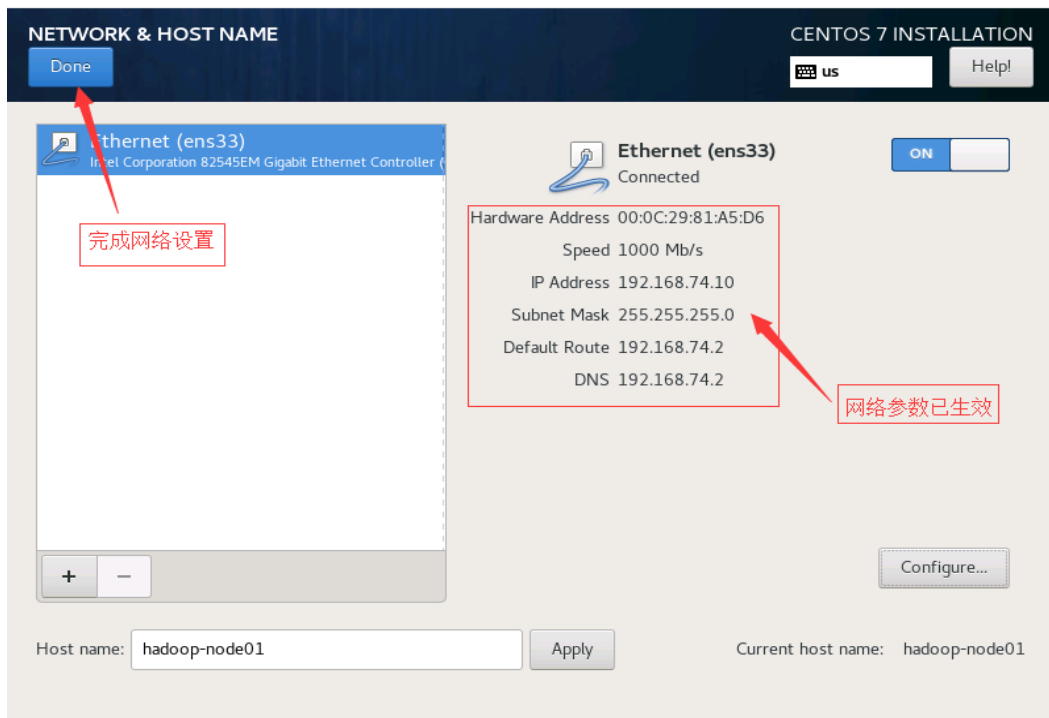 NETWORK & HOST NAME
Done
CENTOS 7 INSTALLATION
us
Help!
Ethernet (ens33)
Intel Corporation 82545EM Gigabit Ethernet Controller (
完成网络设置
Ethernet (ens33)
Connected
ON
Hardware Address 00:0C:29:81:A5:D6
Speed 1000 Mb/s
IP Address 192.168.74.10
Subnet Mask 255.255.255.0
Default Route 192.168.74.2
DNS 192.168.74.2
网络参数已生效
+ −
Configure...
Host name: hadoop-node01 Apply
Current host name: hadoop-node01